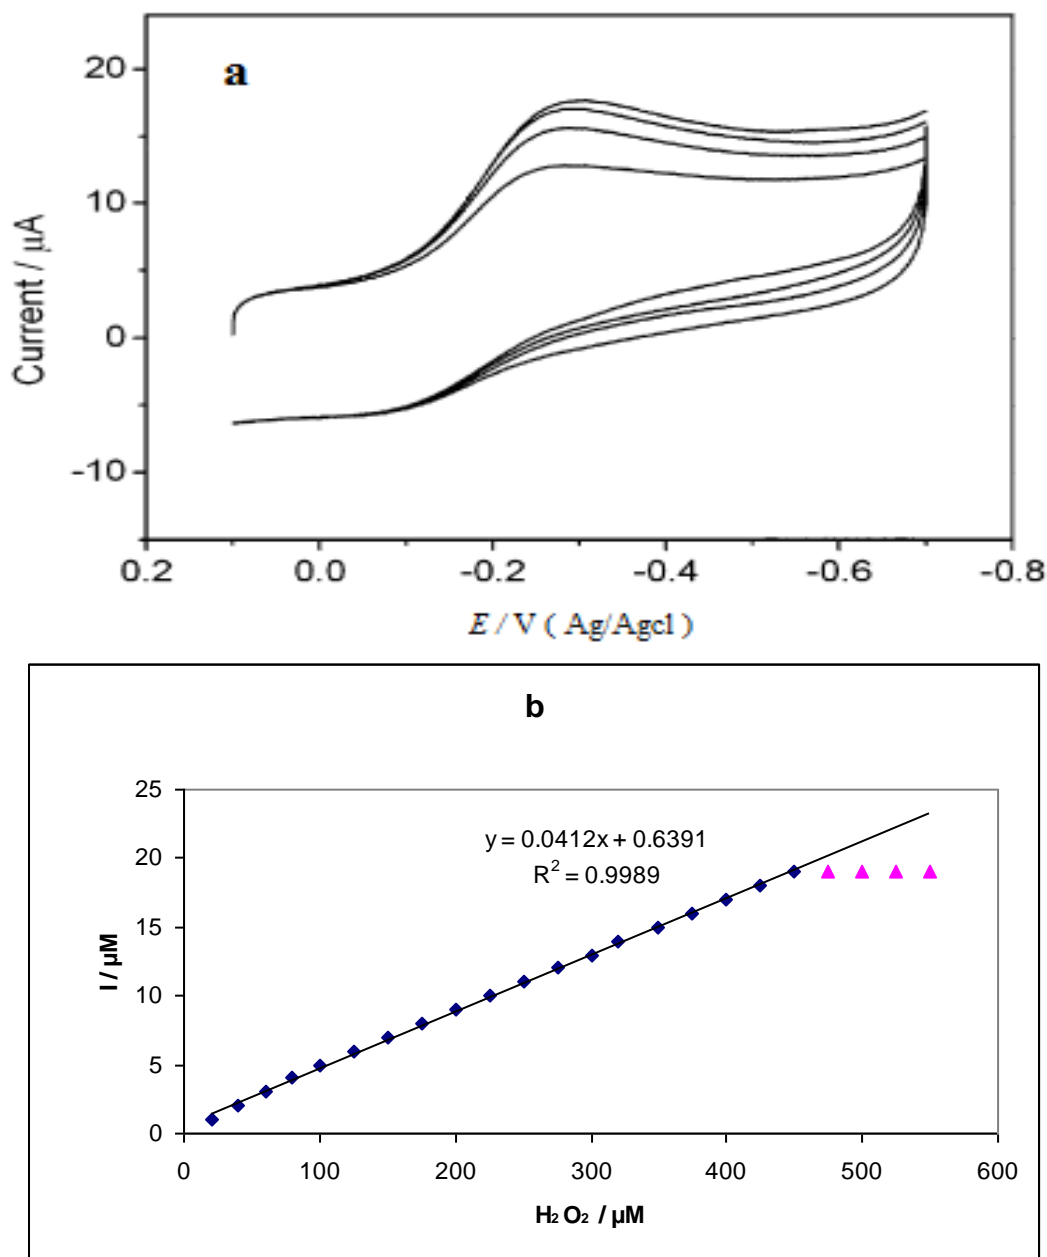 a
20
10
0
-10
Current / µA
0.2 0.0 -0.2 -0.4 -0.6 -0.8
E / V ( Ag/Agcl )
b
25
20
15
10
5
0
y = 0.0412x + 0.6391
R² = 0.9989
I / µM
0 100 200 300 400 500 600
H₂ O₂ / µM